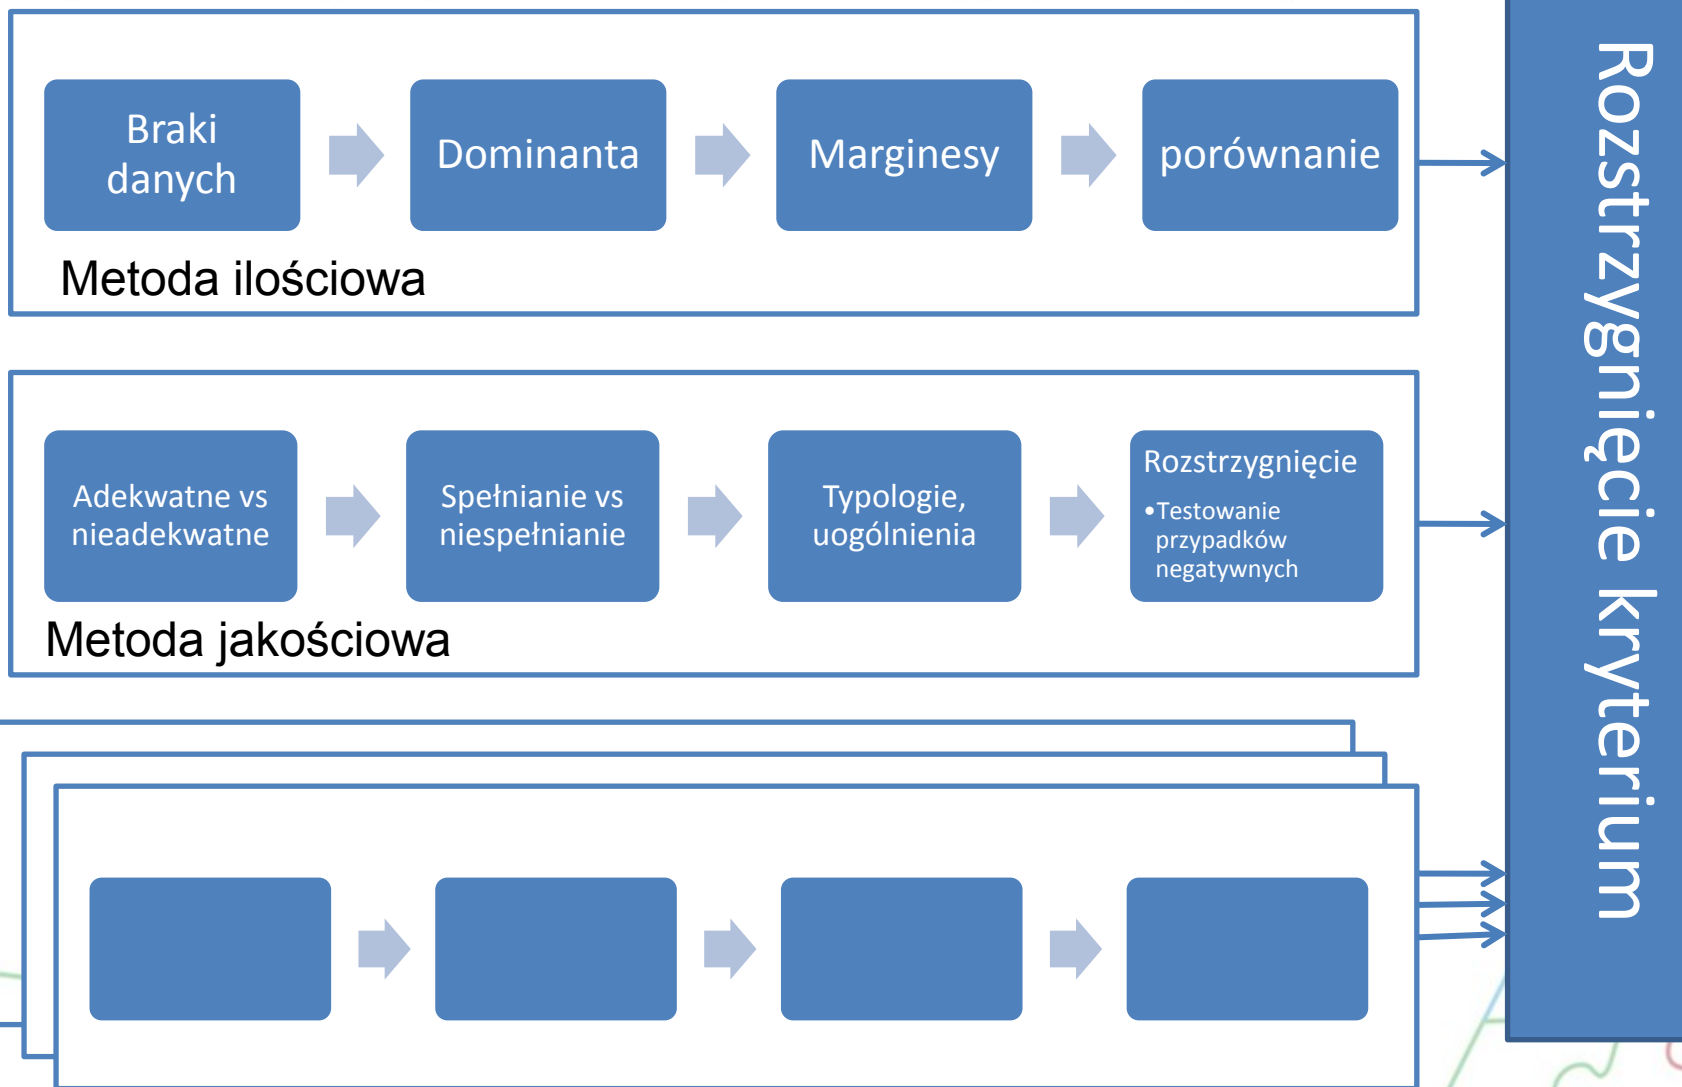 Braki
danych
Dominanta
Marginesy
porównanie
Metoda ilościowa
Adekwatne vs
nieadekwatne
Spełnianie vs
niespełnianie
Typologie,
uogólnienia
Rozstrzygnięcie
•Testowanie
przypadków
negatywnych
Metoda jakościowa
Rozstrzygnięcie kryterium